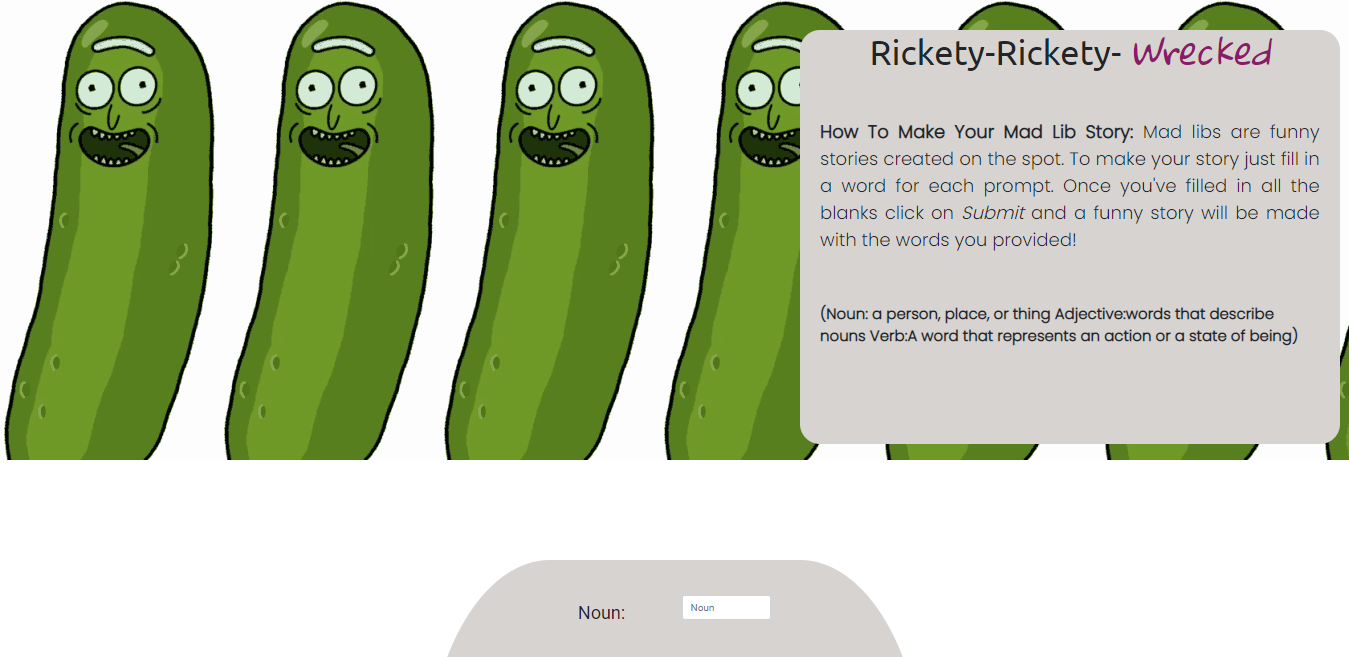 Rickety-Rickety- Wrecked
How To Make Your Mad Lib Story: Mad libs are funny
stories created on the spot. To make your story just fill in
a word for each prompt. Once you've filled in all the
blanks click on Submit and a funny story will be made
with the words you provided!
(Noun: a person, place, or thing Adjective:words that describe
nouns Verb:A word that represents an action or a state of being)
Noun: Noun